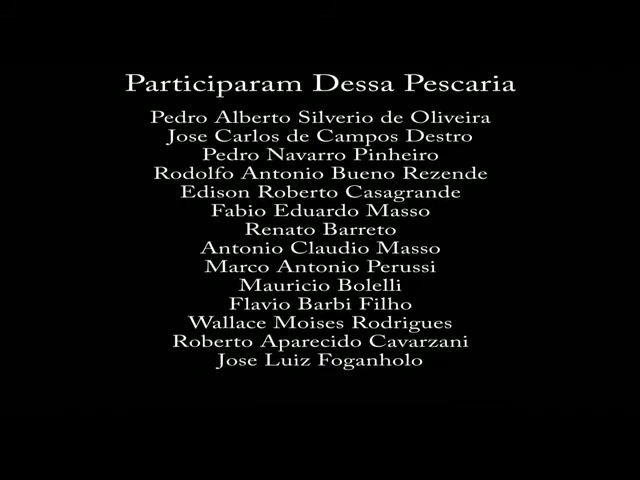 Participaram Dessa Pescaria
Pedro Alberto Silverio de Oliveira
Jose Carlos de Campos Destro
Pedro Navarro Pinheiro
Rodolfo Antonio Bueno Rezende
Edison Roberto Casagrande
Fabio Eduardo Masso
Renato Barreto
Antonio Claudio Masso
Marco Antonio Perussi
Mauricio Bolelli
Flavio Barbi Filho
Wallace Moises Rodrigues
Roberto Aparecido Cavarzani
Jose Luiz Foganholo